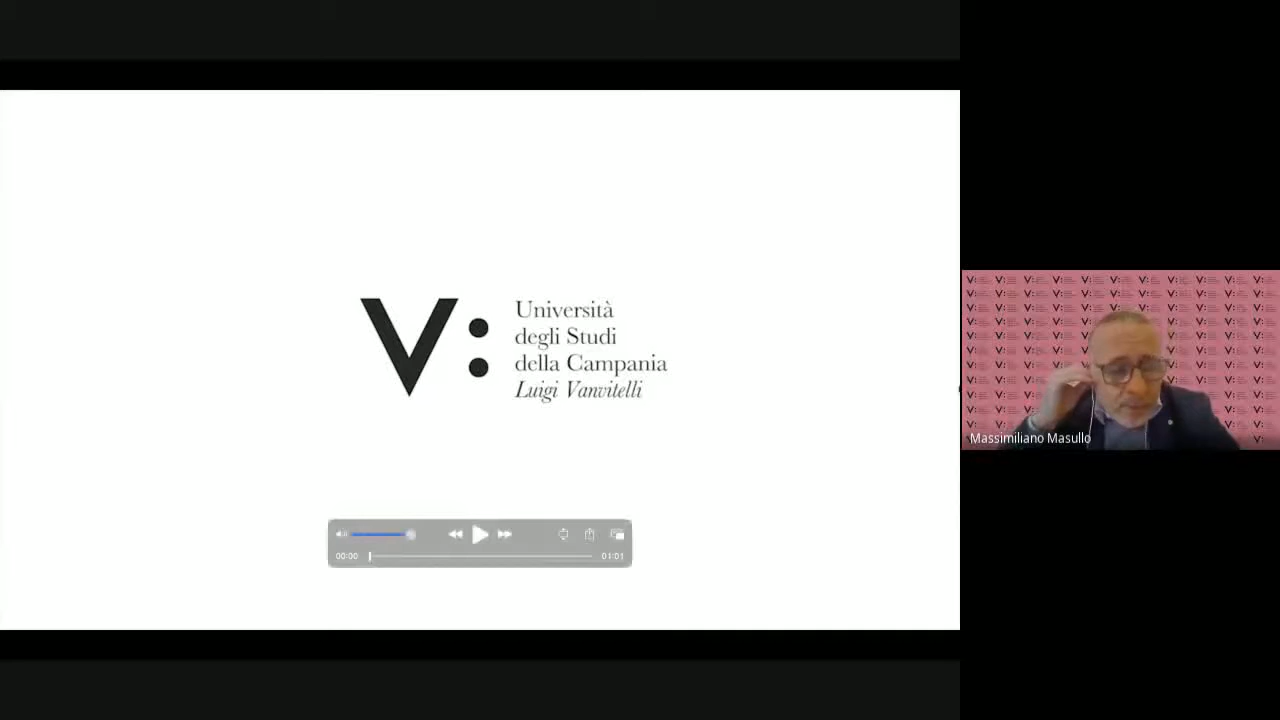 V:
Università
degli Studi
della Campania
Luigi Vanvitelli
00:00
01:01
Massimiliano Masullo